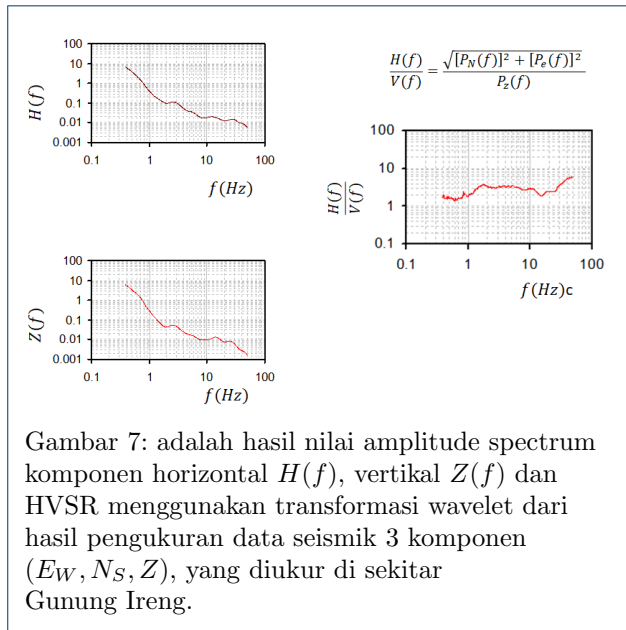 100
10
1
0.1
0.01
0.001
H(f)
0.1 1 10 100
f(Hz)
H(f)/V(f) = √([P_N(f)]² + [P_e(f)]²)/P_z(f)
100
10
1
0.1
H(f)/V(f)
0.1 1 10 100
f(Hz)c
100
10
1
0.1
0.01
0.001
Z(f)
0.1 1 10 100
f(Hz)
Gambar 7: adalah hasil nilai amplitude spectrum
komponen horizontal H(f), vertikal Z(f) dan
HVSR menggunakan transformasi wavelet dari
hasil pengukuran data seismik 3 komponen
(E_W, N_S, Z), yang diukur di sekitar
Gunung Ireng.